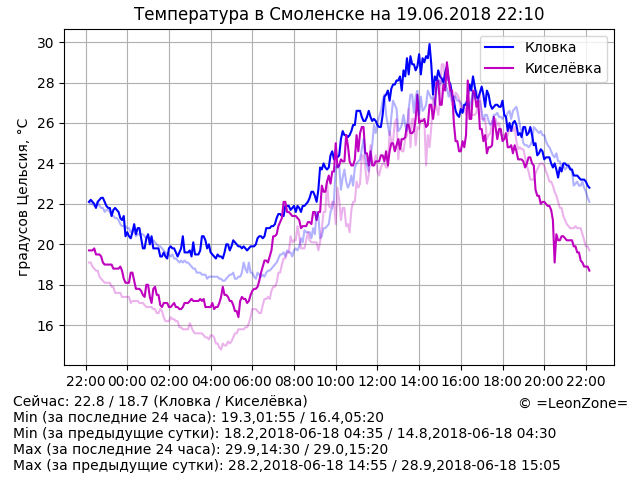 Температура в Смоленске на 19.06.2018 22:10
градусов Цельсия, °C
30
28
26
24
22
20
18
16
Кловка
Киселёвка
22:00 00:00 02:00 04:00 06:00 08:00 10:00 12:00 14:00 16:00 18:00 20:00 22:00
Сейчас: 22.8 / 18.7 (Кловка / Киселёвка)
© =LeonZone=
Min (за последние 24 часа): 19.3,01:55 / 16.4,05:20
Min (за предыдущие сутки): 18.2,2018-06-18 04:35 / 14.8,2018-06-18 04:30
Max (за последние 24 часа): 29.9,14:30 / 29.0,15:20
Max (за предыдущие сутки): 28.2,2018-06-18 14:55 / 28.9,2018-06-18 15:05